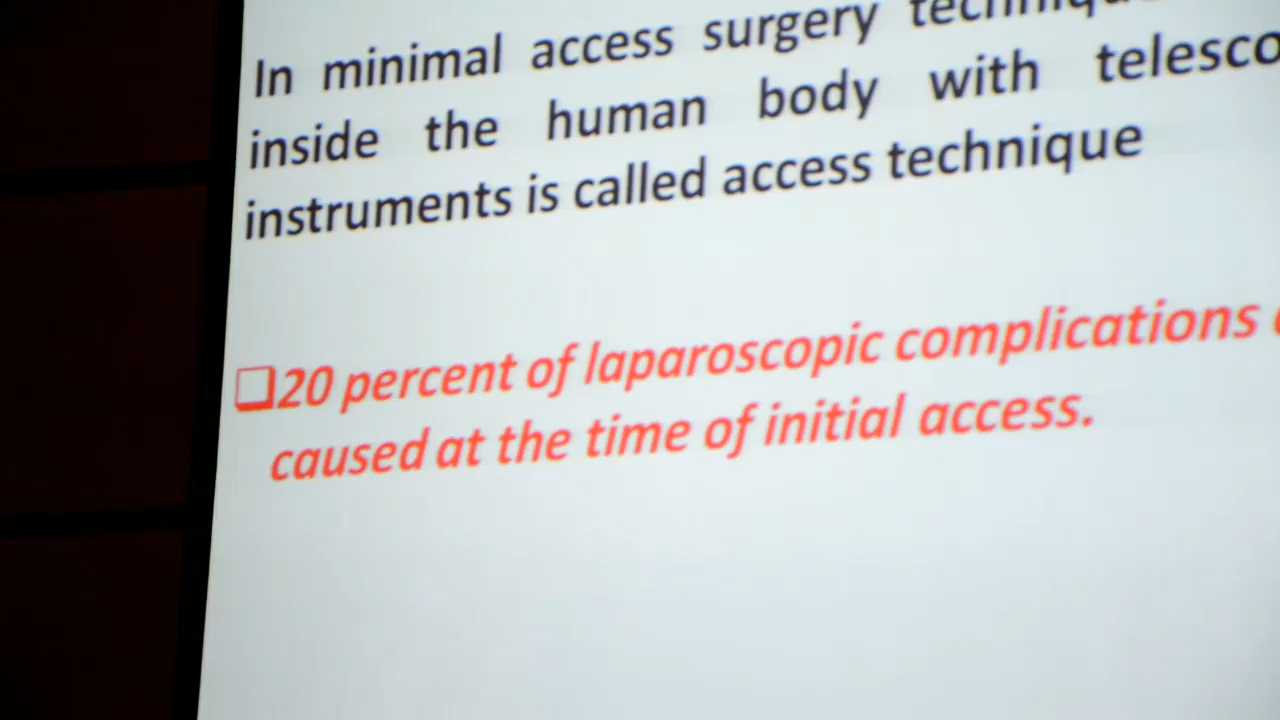 In minimal access surgery
inside the human body with
instruments is called access technique
❑20 percent of laparoscopic complications
caused at the time of initial access.